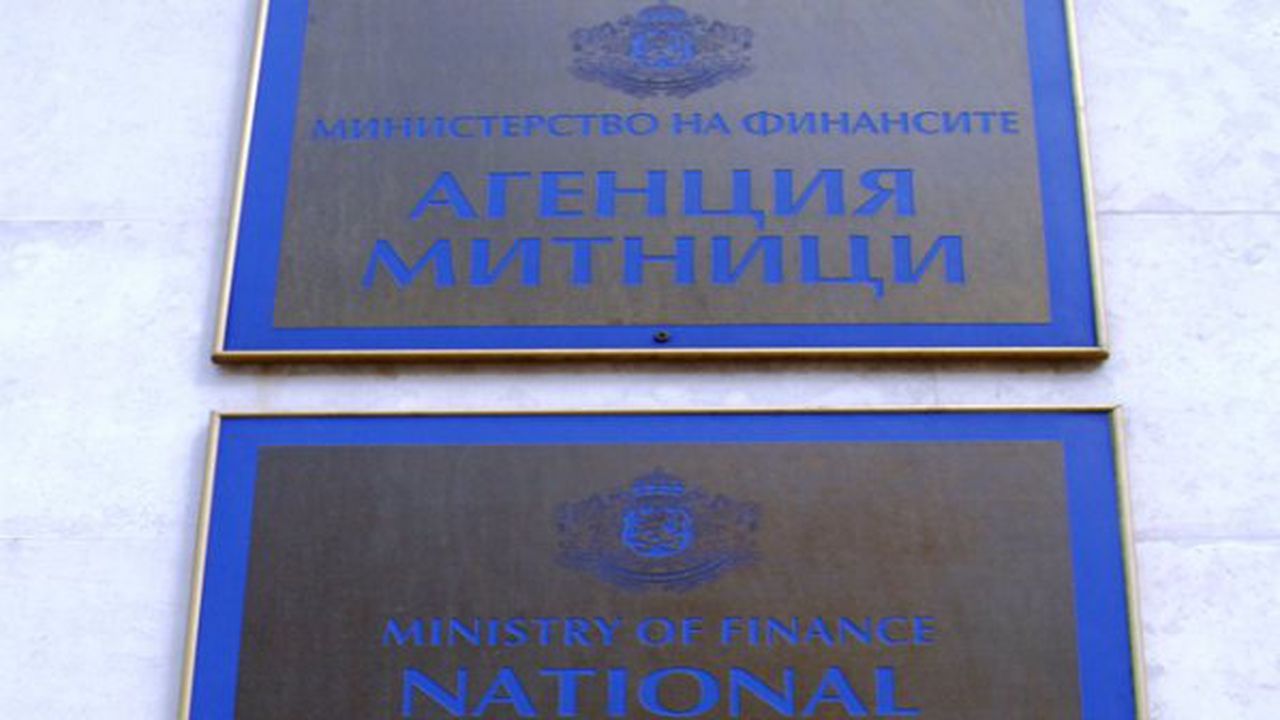 МИНИСТЕРСТВО НА ФИНАНСИТЕ
АГЕНЦИЯ
МИТНИЦИ
MINISTRY OF FINANCE
NATIONAL